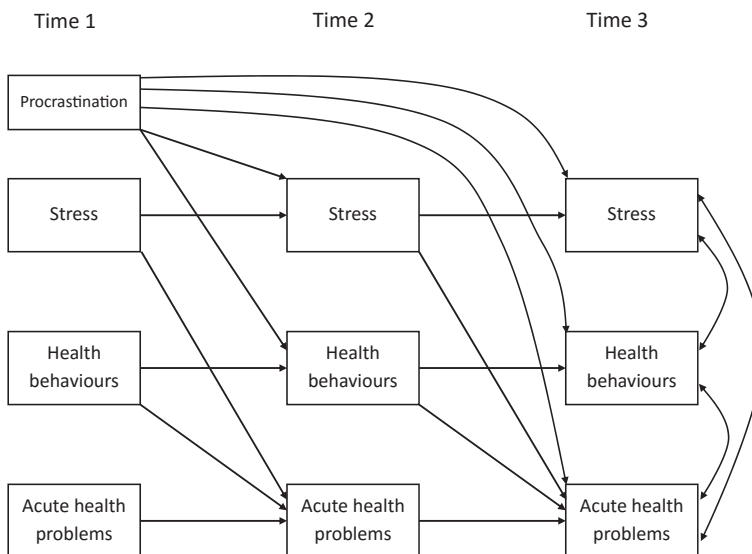 Time 1
Time 2
Time 3
Procrastination
Stress
Stress
Stress
Health
behaviours
Health
behaviours
Health
behaviours
Acute health
problems
Acute health
problems
Acute health
problems